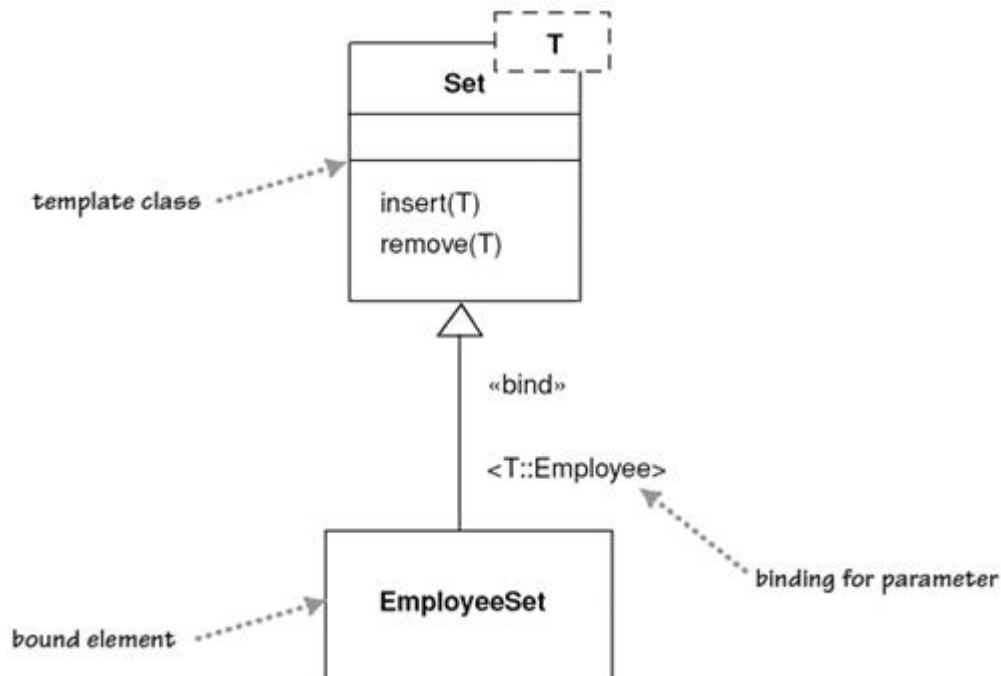 T
Set
template class
insert(T)
remove(T)
«bind»
<T::Employee>
binding for parameter
EmployeeSet
bound element